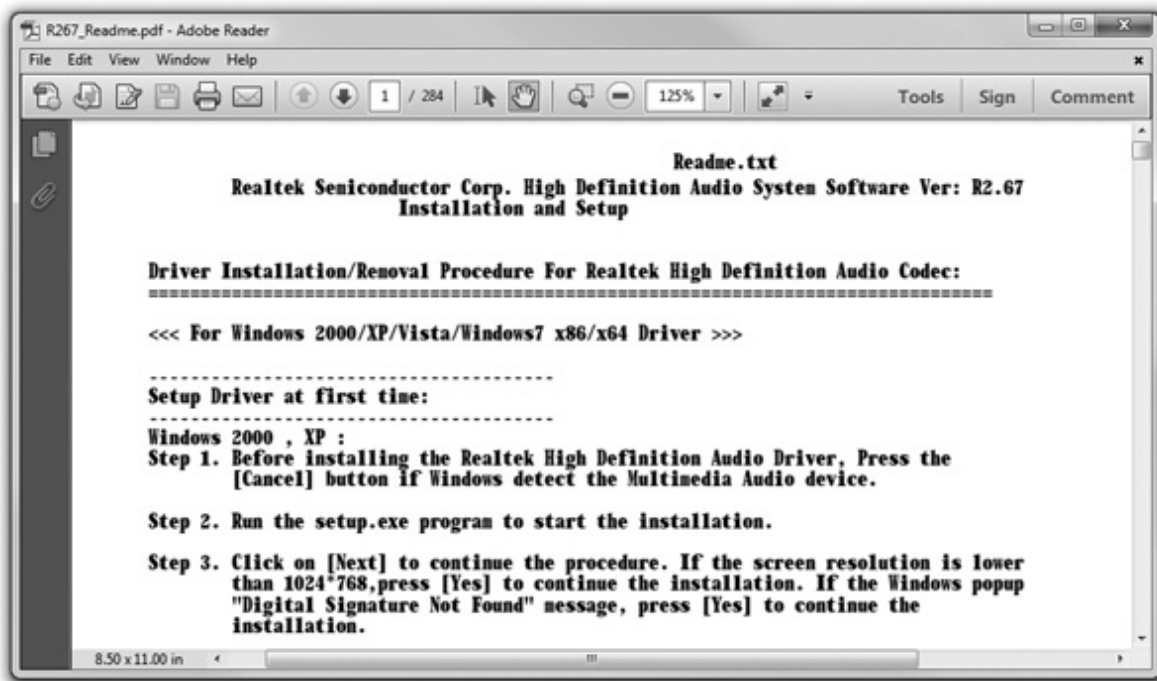 R267_Readme.pdf - Adobe Reader
File Edit View Window Help
1 / 284 125% Tools Sign Comment
Readme.txt
Realtek Semiconductor Corp. High Definition Audio System Software Ver: R2.67
Installation and Setup
Driver Installation/Removal Procedure For Realtek High Definition Audio Codec:
==============================================================================
<<< For Windows 2000/XP/Vista/Windows7 x86/x64 Driver >>>
---------------------------------------
Setup Driver at first time:
---------------------------------------
Windows 2000 , XP :
Step 1. Before installing the Realtek High Definition Audio Driver, Press the
[Cancel] button if Windows detect the Multimedia Audio device.
Step 2. Run the setup.exe program to start the installation.
Step 3. Click on [Next] to continue the procedure. If the screen resolution is lower
than 1024*768,press [Yes] to continue the installation. If the Windows popup
"Digital Signature Not Found" message, press [Yes] to continue the
installation.
8.50 x 11.00 in